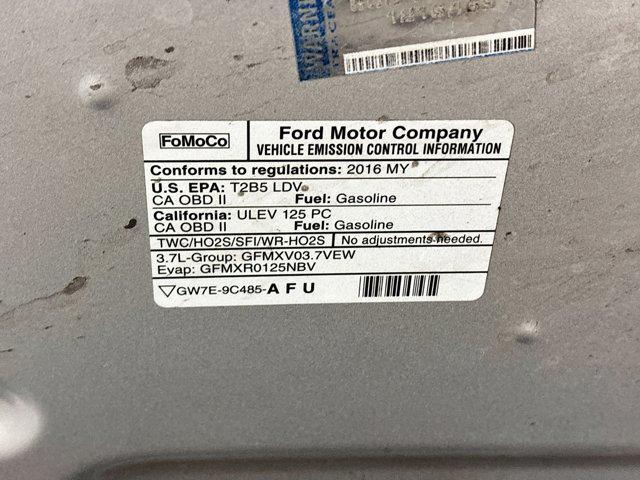 WARNI
FoMoCo
Ford Motor Company
VEHICLE EMISSION CONTROL INFORMATION
Conforms to regulations: 2016 MY
U.S. EPA: T2B5 LDV
CA OBD II Fuel: Gasoline
California: ULEV 125 PC
CA OBD II Fuel: Gasoline
TWC/HO2S/SFI/WR-HO2S No adjustments needed.
3.7L-Group: GFMXV03.7VEW
Evap: GFMXR0125NBV
GW7E-9C485-A F U